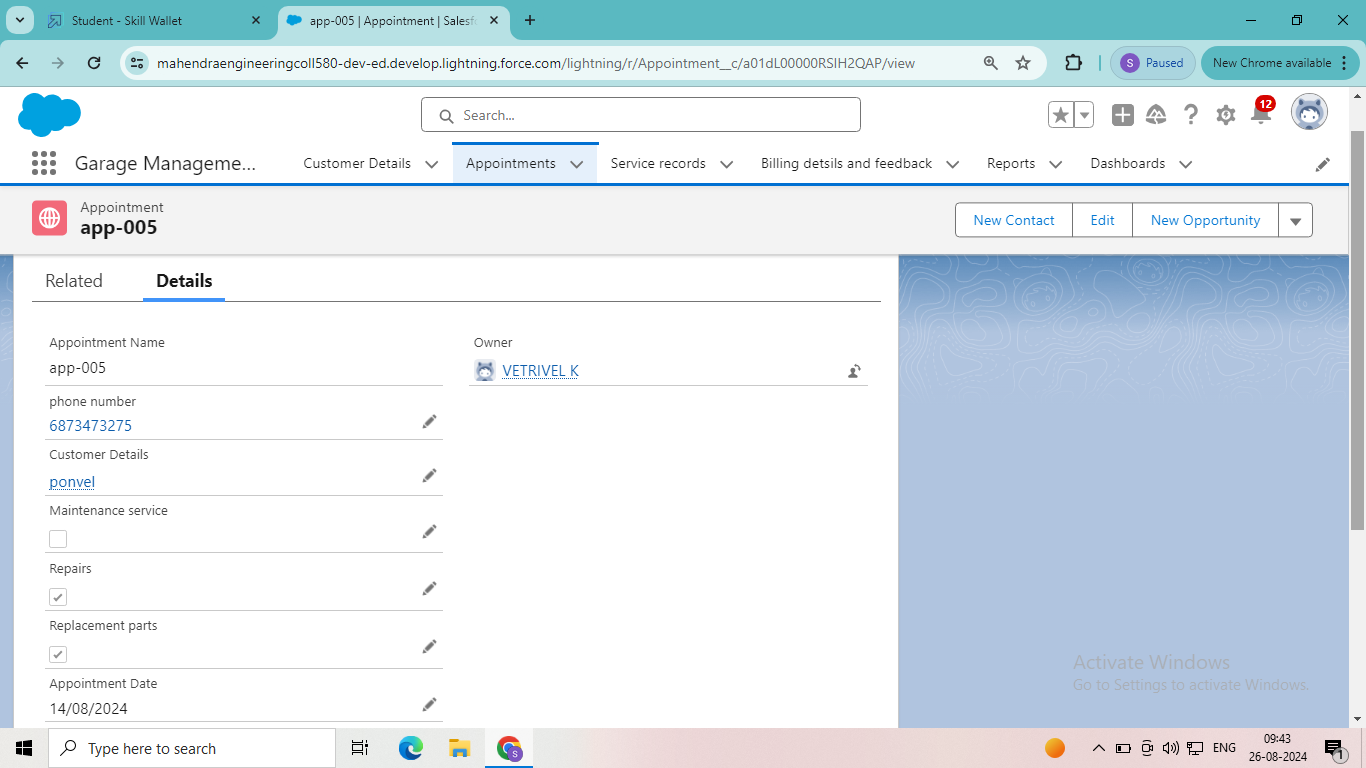 Student - Skill Wallet
app-005 | Appointment | Salesfo
mahendraengineeringcoll580-dev-ed.develop.lightning.force.com/lightning/r/Appointment__c/a01dL00000RSIH2QAP/view
S Paused
New Chrome available
Search...
12
Garage Manageme...
Customer Details
Appointments
Service records
Billing details and feedback
Reports
Dashboards
Appointment
app-005
New Contact
Edit
New Opportunity
Related
Details
Appointment Name
app-005
Owner
VETRIVEL K
phone number
6873473275
Customer Details
ponvel
Maintenance service
Repairs
Replacement parts
Appointment Date
14/08/2024
Activate Windows
Go to Settings to activate Windows.
Type here to search
S
ENG
09:43
26-08-2024
1